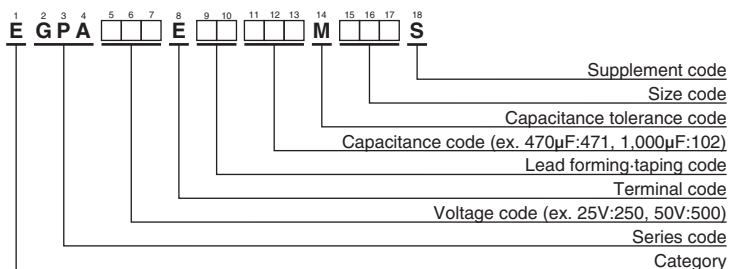 1 2 3 4 5 6 7 8 9 10 11 12 13 14 15 16 17 18
E G P A E M S
Supplement code
Size code
Capacitance tolerance code
Capacitance code (ex. 470μF:471, 1,000μF:102)
Lead forming·taping code
Terminal code
Voltage code (ex. 25V:250, 50V:500)
Series code
Category